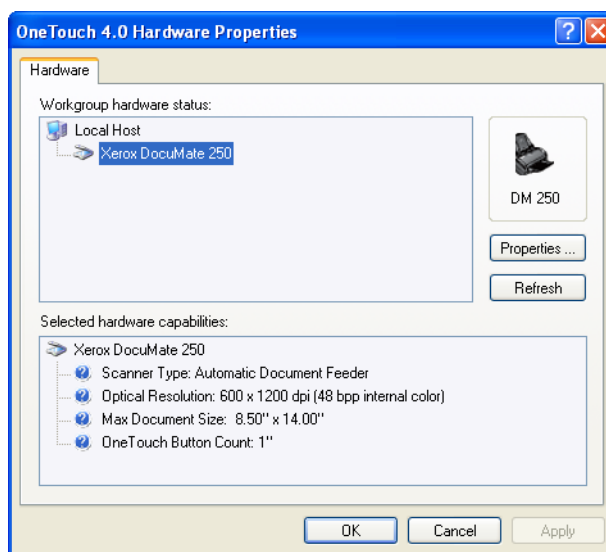 OneTouch 4.0 Hardware Properties
Hardware
Workgroup hardware status:
Local Host
Xerox DocuMate 250
DM 250
Properties ...
Refresh
Selected hardware capabilities:
Xerox DocuMate 250
Scanner Type: Automatic Document Feeder
Optical Resolution: 600 x 1200 dpi (48 bpp internal color)
Max Document Size: 8.50" x 14.00"
OneTouch Button Count: 1"
OK
Cancel
Apply